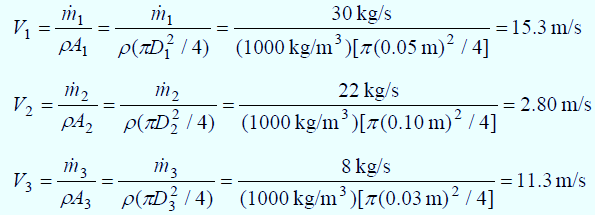 V₁ = ṁ₁ / ρA₁ = ṁ₁ / ρ(πD₁² / 4) = 30 kg/s / (1000 kg/m³)[π(0.05 m)² / 4] = 15.3 m/s
V₂ = ṁ₂ / ρA₂ = ṁ₂ / ρ(πD₂² / 4) = 22 kg/s / (1000 kg/m³)[π(0.10 m)² / 4] = 2.80 m/s
V₃ = ṁ₃ / ρA₃ = ṁ₃ / ρ(πD₃² / 4) = 8 kg/s / (1000 kg/m³)[π(0.03 m)² / 4] = 11.3 m/s